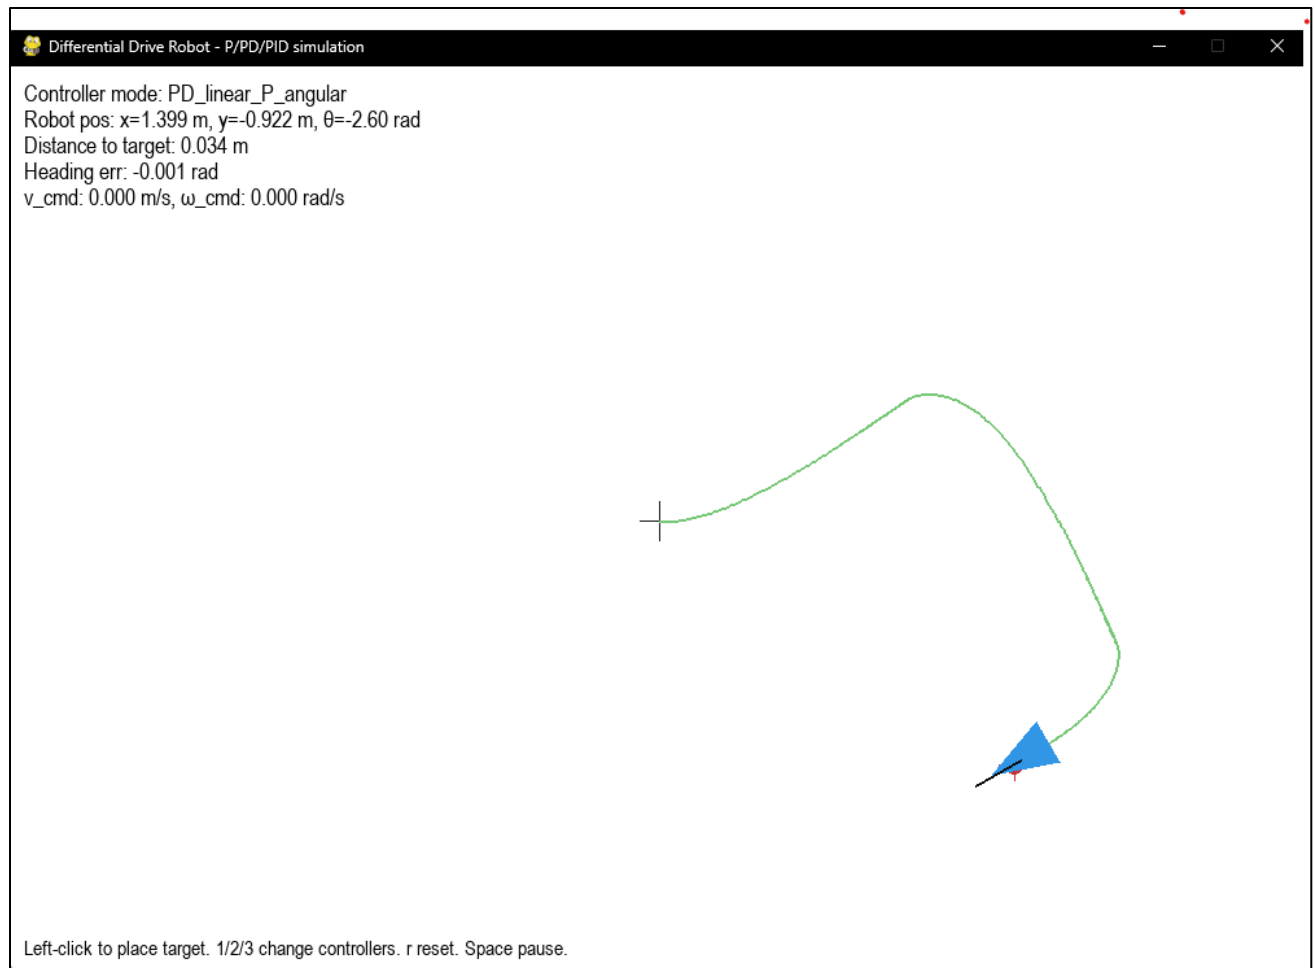 Differential Drive Robot - P/PD/PID simulation
Controller mode: PD_linear_P_angular
Robot pos: x=1.399 m, y=-0.922 m, θ=-2.60 rad
Distance to target: 0.034 m
Heading err: -0.001 rad
v_cmd: 0.000 m/s, ω_cmd: 0.000 rad/s
Left-click to place target. 1/2/3 change controllers. r reset. Space pause.